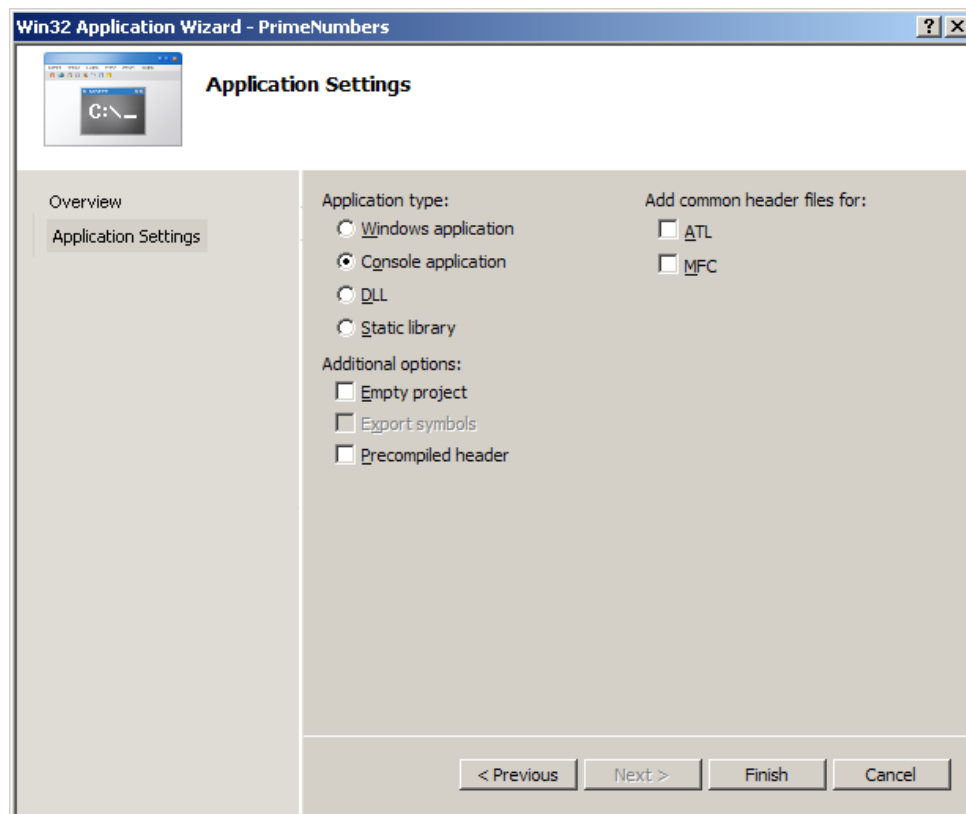 Win32 Application Wizard - PrimeNumbers
C:\_
Application Settings
Overview
Application Settings
Application type:
Windows application
Console application
DLL
Static library
Additional options:
Empty project
Export symbols
Precompiled header
Add common header files for:
ATL
MFC
< Previous
Next >
Finish
Cancel